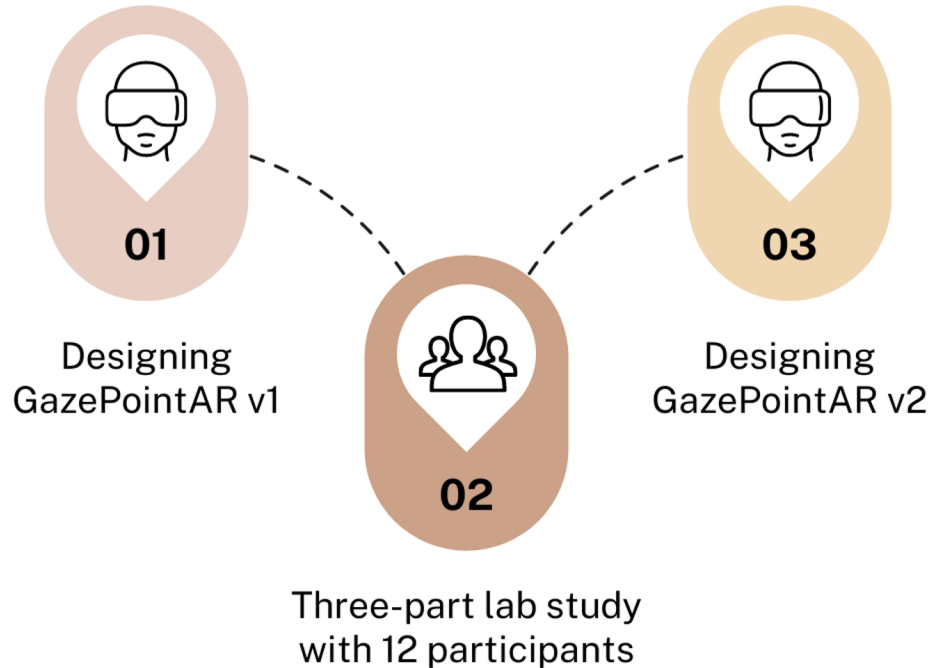 01
Designing
GazePointAR v1
02
Three-part lab study
with 12 participants
03
Designing
GazePointAR v2